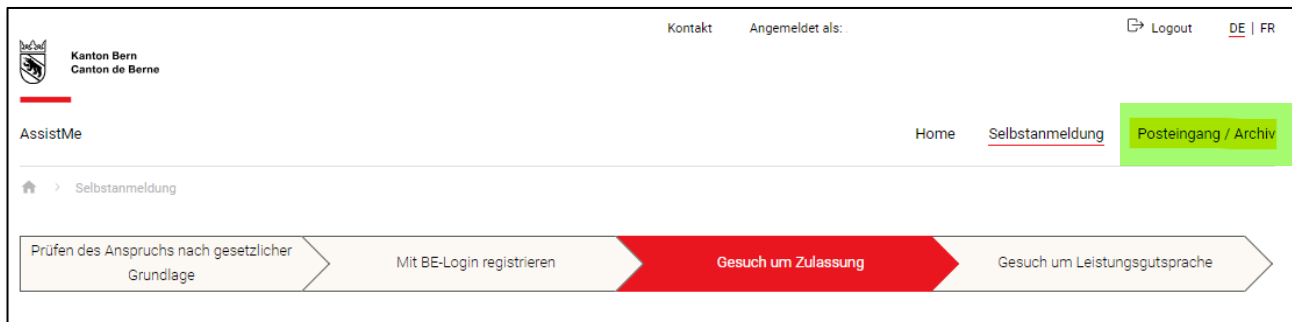 Kontakt Angemeldet als: Logout DE | FR
Kanton Bern
Canton de Berne
AssistMe Home Selbstanmeldung Posteingang / Archiv
> Selbstanmeldung
Prüfen des Anspruchs nach gesetzlicher
Grundlage
Mit BE-Login registrieren
Gesuch um Zulassung
Gesuch um Leistungsgutsprache